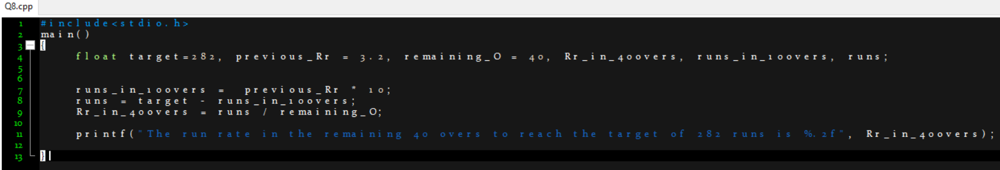 Q8.cpp
1 #include<stdio.h>
2 main()
3 {
4 float target=282, previous_Rr = 3.2, remaining_O = 40, Rr_in_40overs, runs_in_10overs, runs;
5
6
7 runs_in_10overs = previous_Rr * 10;
8 runs = target - runs_in_10overs;
9 Rr_in_40overs = runs / remaining_O;
10
11 printf("The run rate in the remaining 40 overs to reach the target of 282 runs is %.2f", Rr_in_40overs);
12
13 }